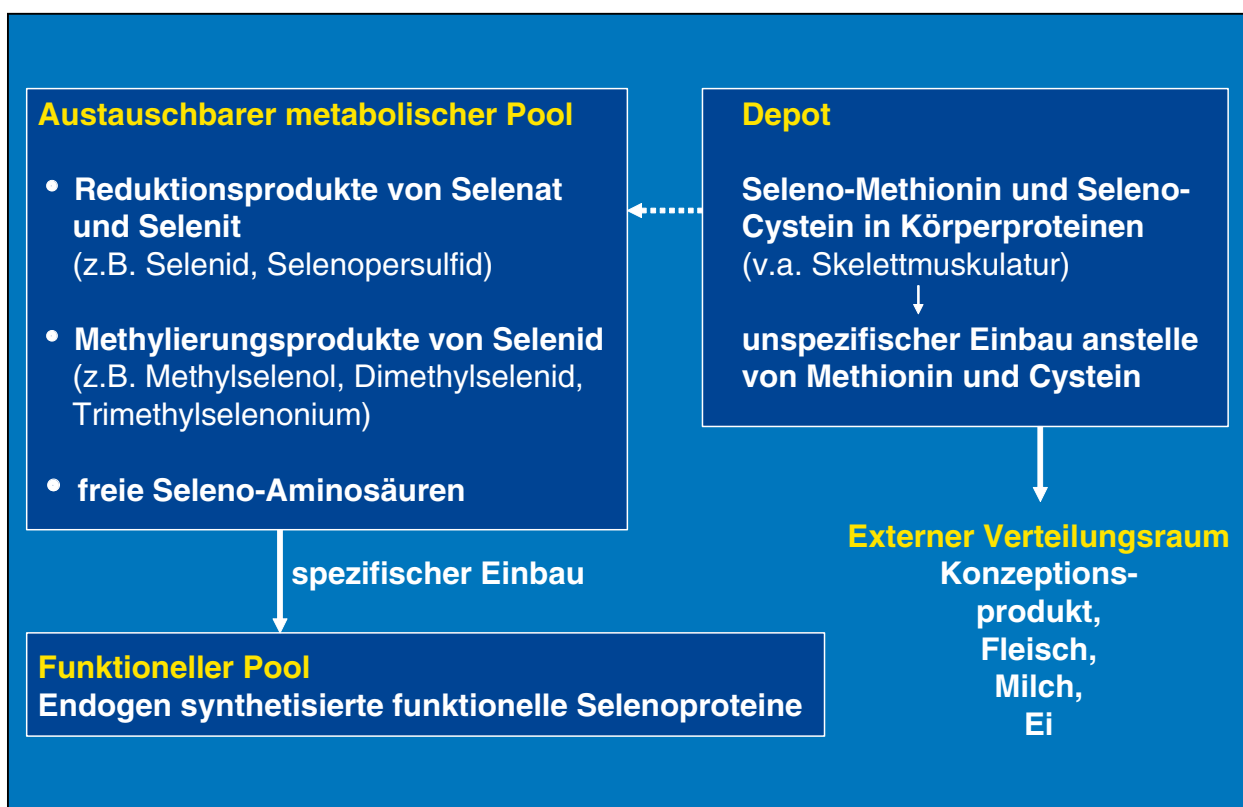 Austauschbarer metabolischer Pool
• Reduktionsprodukte von Selenat
und Selenit
(z.B. Selenid, Selenopersulfid)
• Methylierungsprodukte von Selenid
(z.B. Methylselenol, Dimethylselenid,
Trimethylselenonium)
• freie Seleno-Aminosäuren
Depot
Seleno-Methionin und Seleno-
Cystein in Körperproteinen
(v.a. Skelettmuskulatur)
unspezifischer Einbau anstelle
von Methionin und Cystein
spezifischer Einbau
Funktioneller Pool
Endogen synthetisierte funktionelle Selenoproteine
Externer Verteilungsraum
Konzeptions-
produkt,
Fleisch,
Milch,
Ei